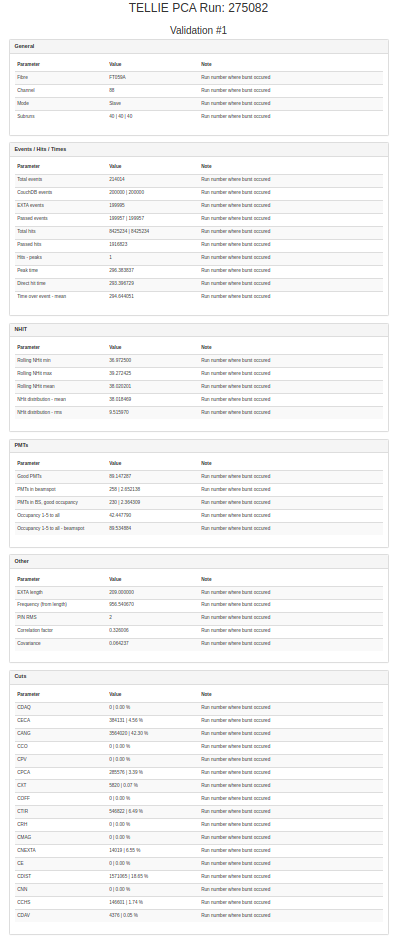 TELLIE PCA Run: 275082
Validation #1
General
Parameter Value Note
Fibre FT059A Run number where burst occured
Channel 88 Run number where burst occured
Mode Slave Run number where burst occured
Subruns 40 | 40 | 40 Run number where burst occured
Events / Hits / Times
Parameter Value Note
Total events 214014 Run number where burst occured
CouchDB events 200000 | 200000 Run number where burst occured
EXTA events 199995 Run number where burst occured
Passed events 199957 | 199957 Run number where burst occured
Total hits 8425234 | 8425234 Run number where burst occured
Passed hits 1916823 Run number where burst occured
Hits - peaks 1 Run number where burst occured
Peak time 296.383837 Run number where burst occured
Direct hit time 293.398729 Run number where burst occured
Time over event - mean 294.644051 Run number where burst occured
NHIT
Parameter Value Note
Rolling NHit min 36.972500 Run number where burst occured
Rolling NHit max 39.272425 Run number where burst occured
Rolling NHit mean 38.020201 Run number where burst occured
NHit distribution - mean 38.018469 Run number where burst occured
NHit distribution - rms 6.515970 Run number where burst occured
PMTs
Parameter Value Note
Good PMTs 89.147287 Run number where burst occured
PMTs in beamspot 258 | 2.652138 Run number where burst occured
PMTs in BS, good occupancy 230 | 2.364309 Run number where burst occured
Occupancy 1-5 to all 42.447790 Run number where burst occured
Occupancy 1-5 to all - beamspot 89.534884 Run number where burst occured
Other
Parameter Value Note
EXTA length 209.000000 Run number where burst occured
Frequency (from length) 956.540670 Run number where burst occured
PIN RMS 2 Run number where burst occured
Correlation factor 0.326006 Run number where burst occured
Covariance 0.064237 Run number where burst occured
Cuts
Parameter Value Note
CDAQ 0 | 0.00 % Run number where burst occured
CECA 384131 | 4.56 % Run number where burst occured
CANG 3564020 | 42.30 % Run number where burst occured
CCO 0 | 0.00 % Run number where burst occured
CPV 0 | 0.00 % Run number where burst occured
CPCA 285576 | 3.39 % Run number where burst occured
CXT 5820 | 0.07 % Run number where burst occured
COFF 0 | 0.00 % Run number where burst occured
CTIR 546822 | 6.49 % Run number where burst occured
CRH 0 | 0.00 % Run number where burst occured
CMAG 0 | 0.00 % Run number where burst occured
CNEXTA 14019 | 6.55 % Run number where burst occured
CE 0 | 0.00 % Run number where burst occured
CDIST 1571065 | 18.65 % Run number where burst occured
CNN 0 | 0.00 % Run number where burst occured
CCHS 146601 | 1.74 % Run number where burst occured
CDAV 4376 | 0.05 % Run number where burst occured